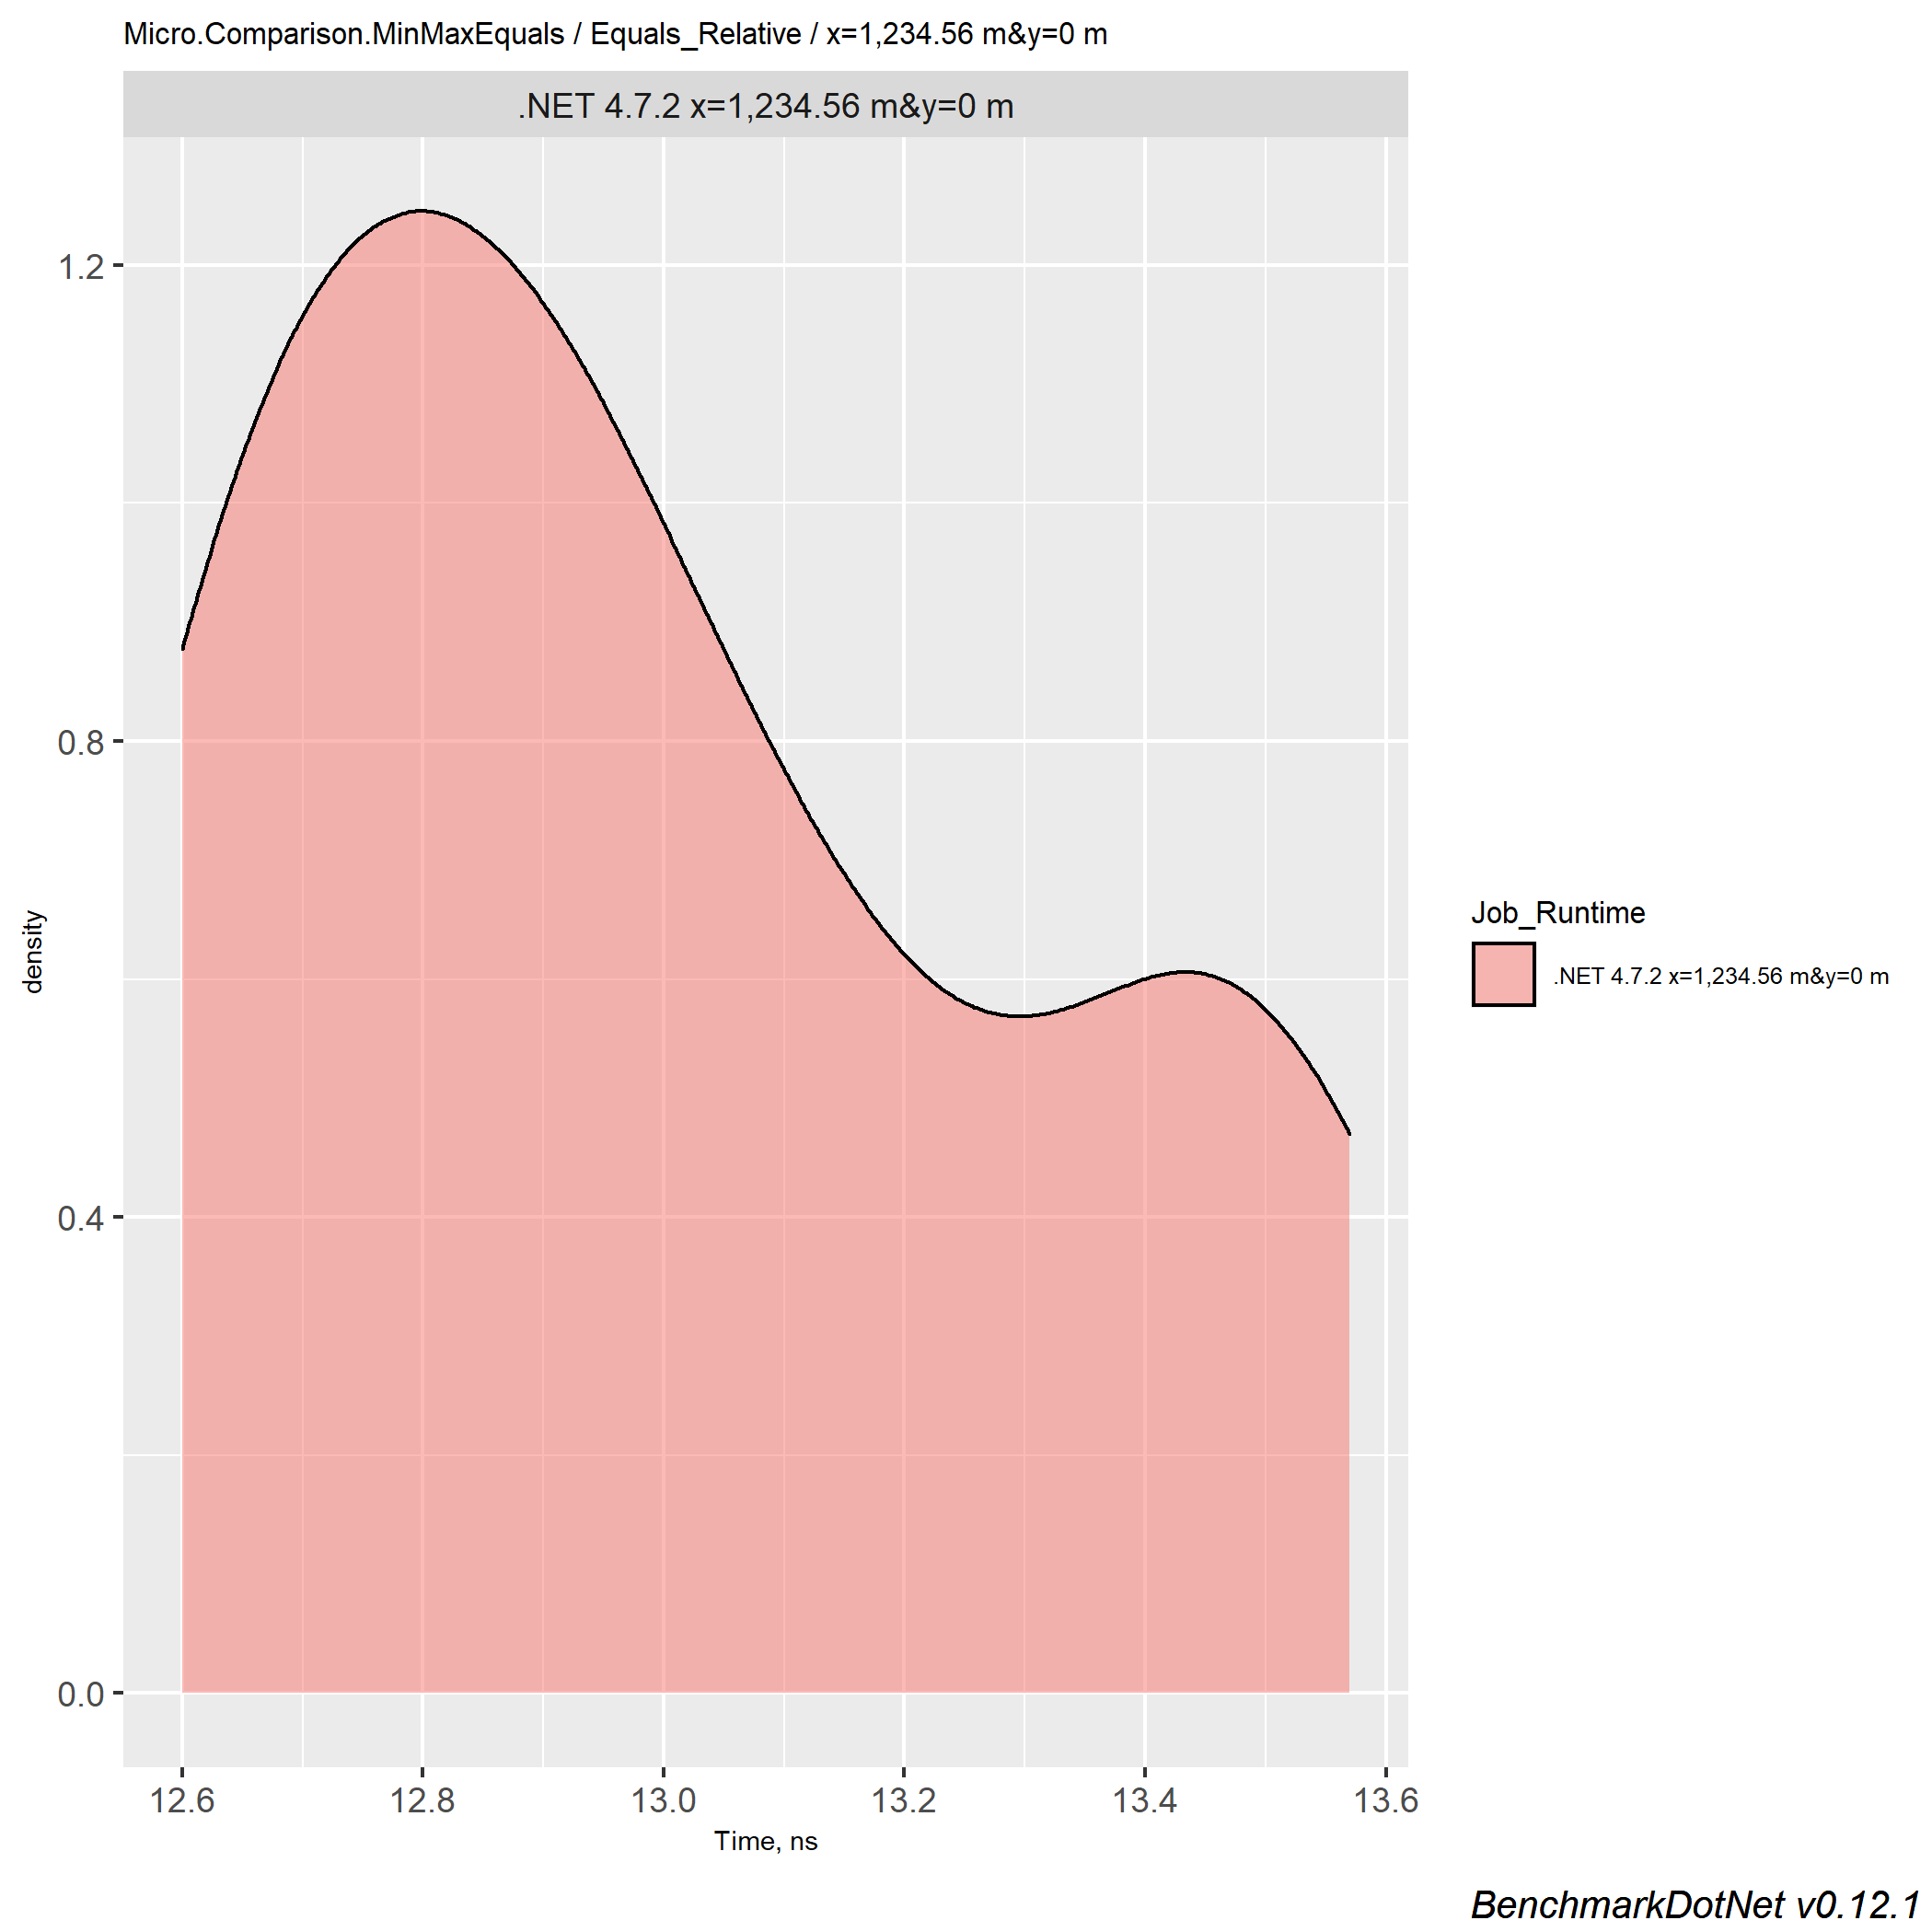 Micro.Comparison.MinMaxEquals / Equals_Relative / x=1,234.56 m&y=0 m
.NET 4.7.2 x=1,234.56 m&y=0 m
1.2
0.8
0.4
0.0
density
12.6 12.8 13.0 13.2 13.4 13.6
Time, ns
Job_Runtime
.NET 4.7.2 x=1,234.56 m&y=0 m
BenchmarkDotNet v0.12.1